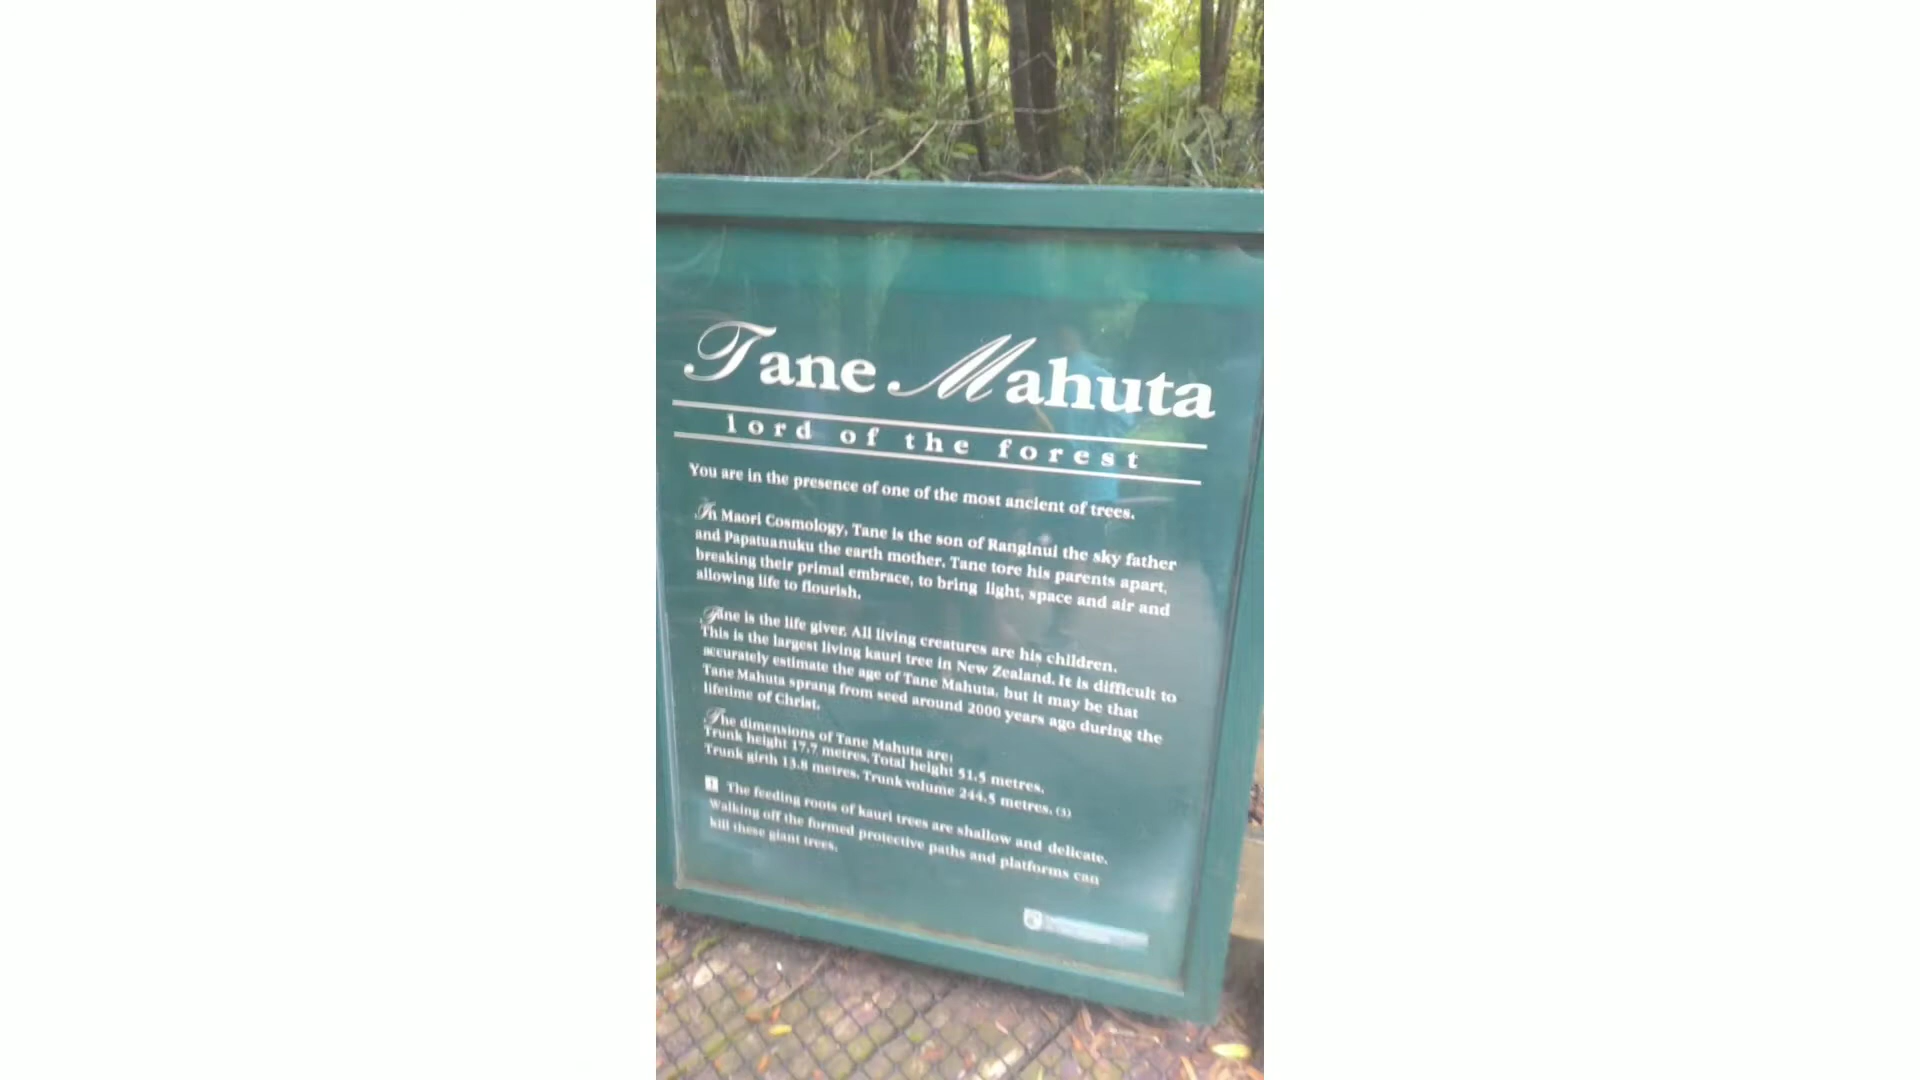 Tane Mahuta
lord of the forest
You are in the presence of one of the most ancient of trees.
In Maori Cosmology, Tane is the son of Ranginui the sky father
and Papatuanuku the earth mother. Tane tore his parents apart,
breaking their primal embrace, to bring light, space and air and
allowing life to flourish.
Tane is the life giver. All living creatures are his children.
This is the largest living kauri tree in New Zealand. It is difficult to
accurately estimate the age of Tane Mahuta, but it may be that
Tane Mahuta sprang from seed around 2000 years ago during the
lifetime of Christ.
The dimensions of Tane Mahuta are:
Trunk height 17.7 metres. Total height 51.5 metres.
Trunk girth 13.8 metres. Trunk volume 244.5 metres. (3)
The feeding roots of kauri trees are shallow and delicate.
Walking off the formed protective paths and platforms can
kill these giant trees.